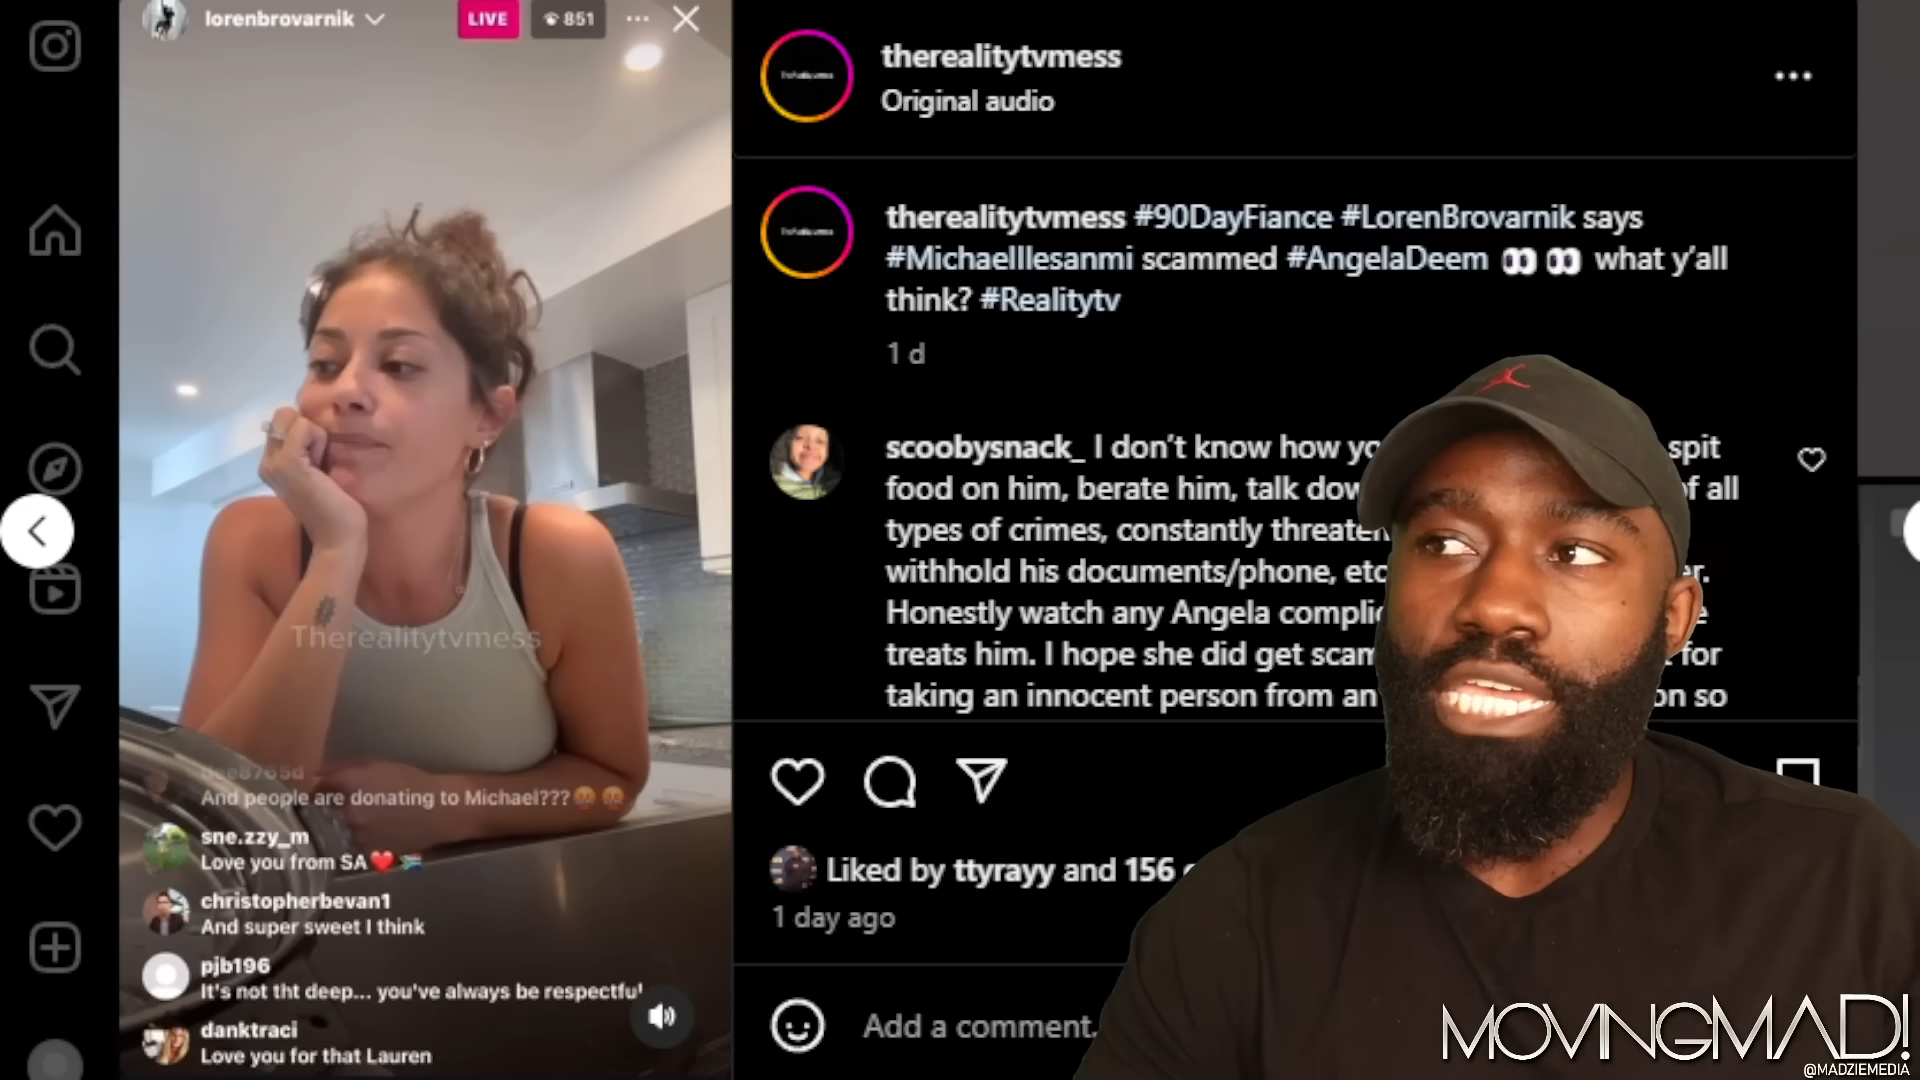 lorenbrovarnik
LIVE
851
Therealitytvmess
And people are donating to Michael???
sne.zzy_m
Love you from SA
christopherbevan1
And super sweet I think
pjb196
It's not tht deep... you've always be respectful
danktraci
Love you for that Lauren
therealitytvmess
Original audio
therealitytvmess #90DayFiance #LorenBrovarnik says
#MichaelIlesanmi scammed #AngelaDeem 👀 👀 what y’all
think? #Realitytv
1 d
scoobysnack_ I don’t know how yo spit
food on him, berate him, talk dow of all
types of crimes, constantly threaten
withhold his documents/phone, etc er.
Honestly watch any Angela complic e
treats him. I hope she did get scam for
taking an innocent person from an on so
Liked by ttyrayy and 156
1 day ago
Add a comment.
MOVINGMAD!
@MADZIEMEDIA